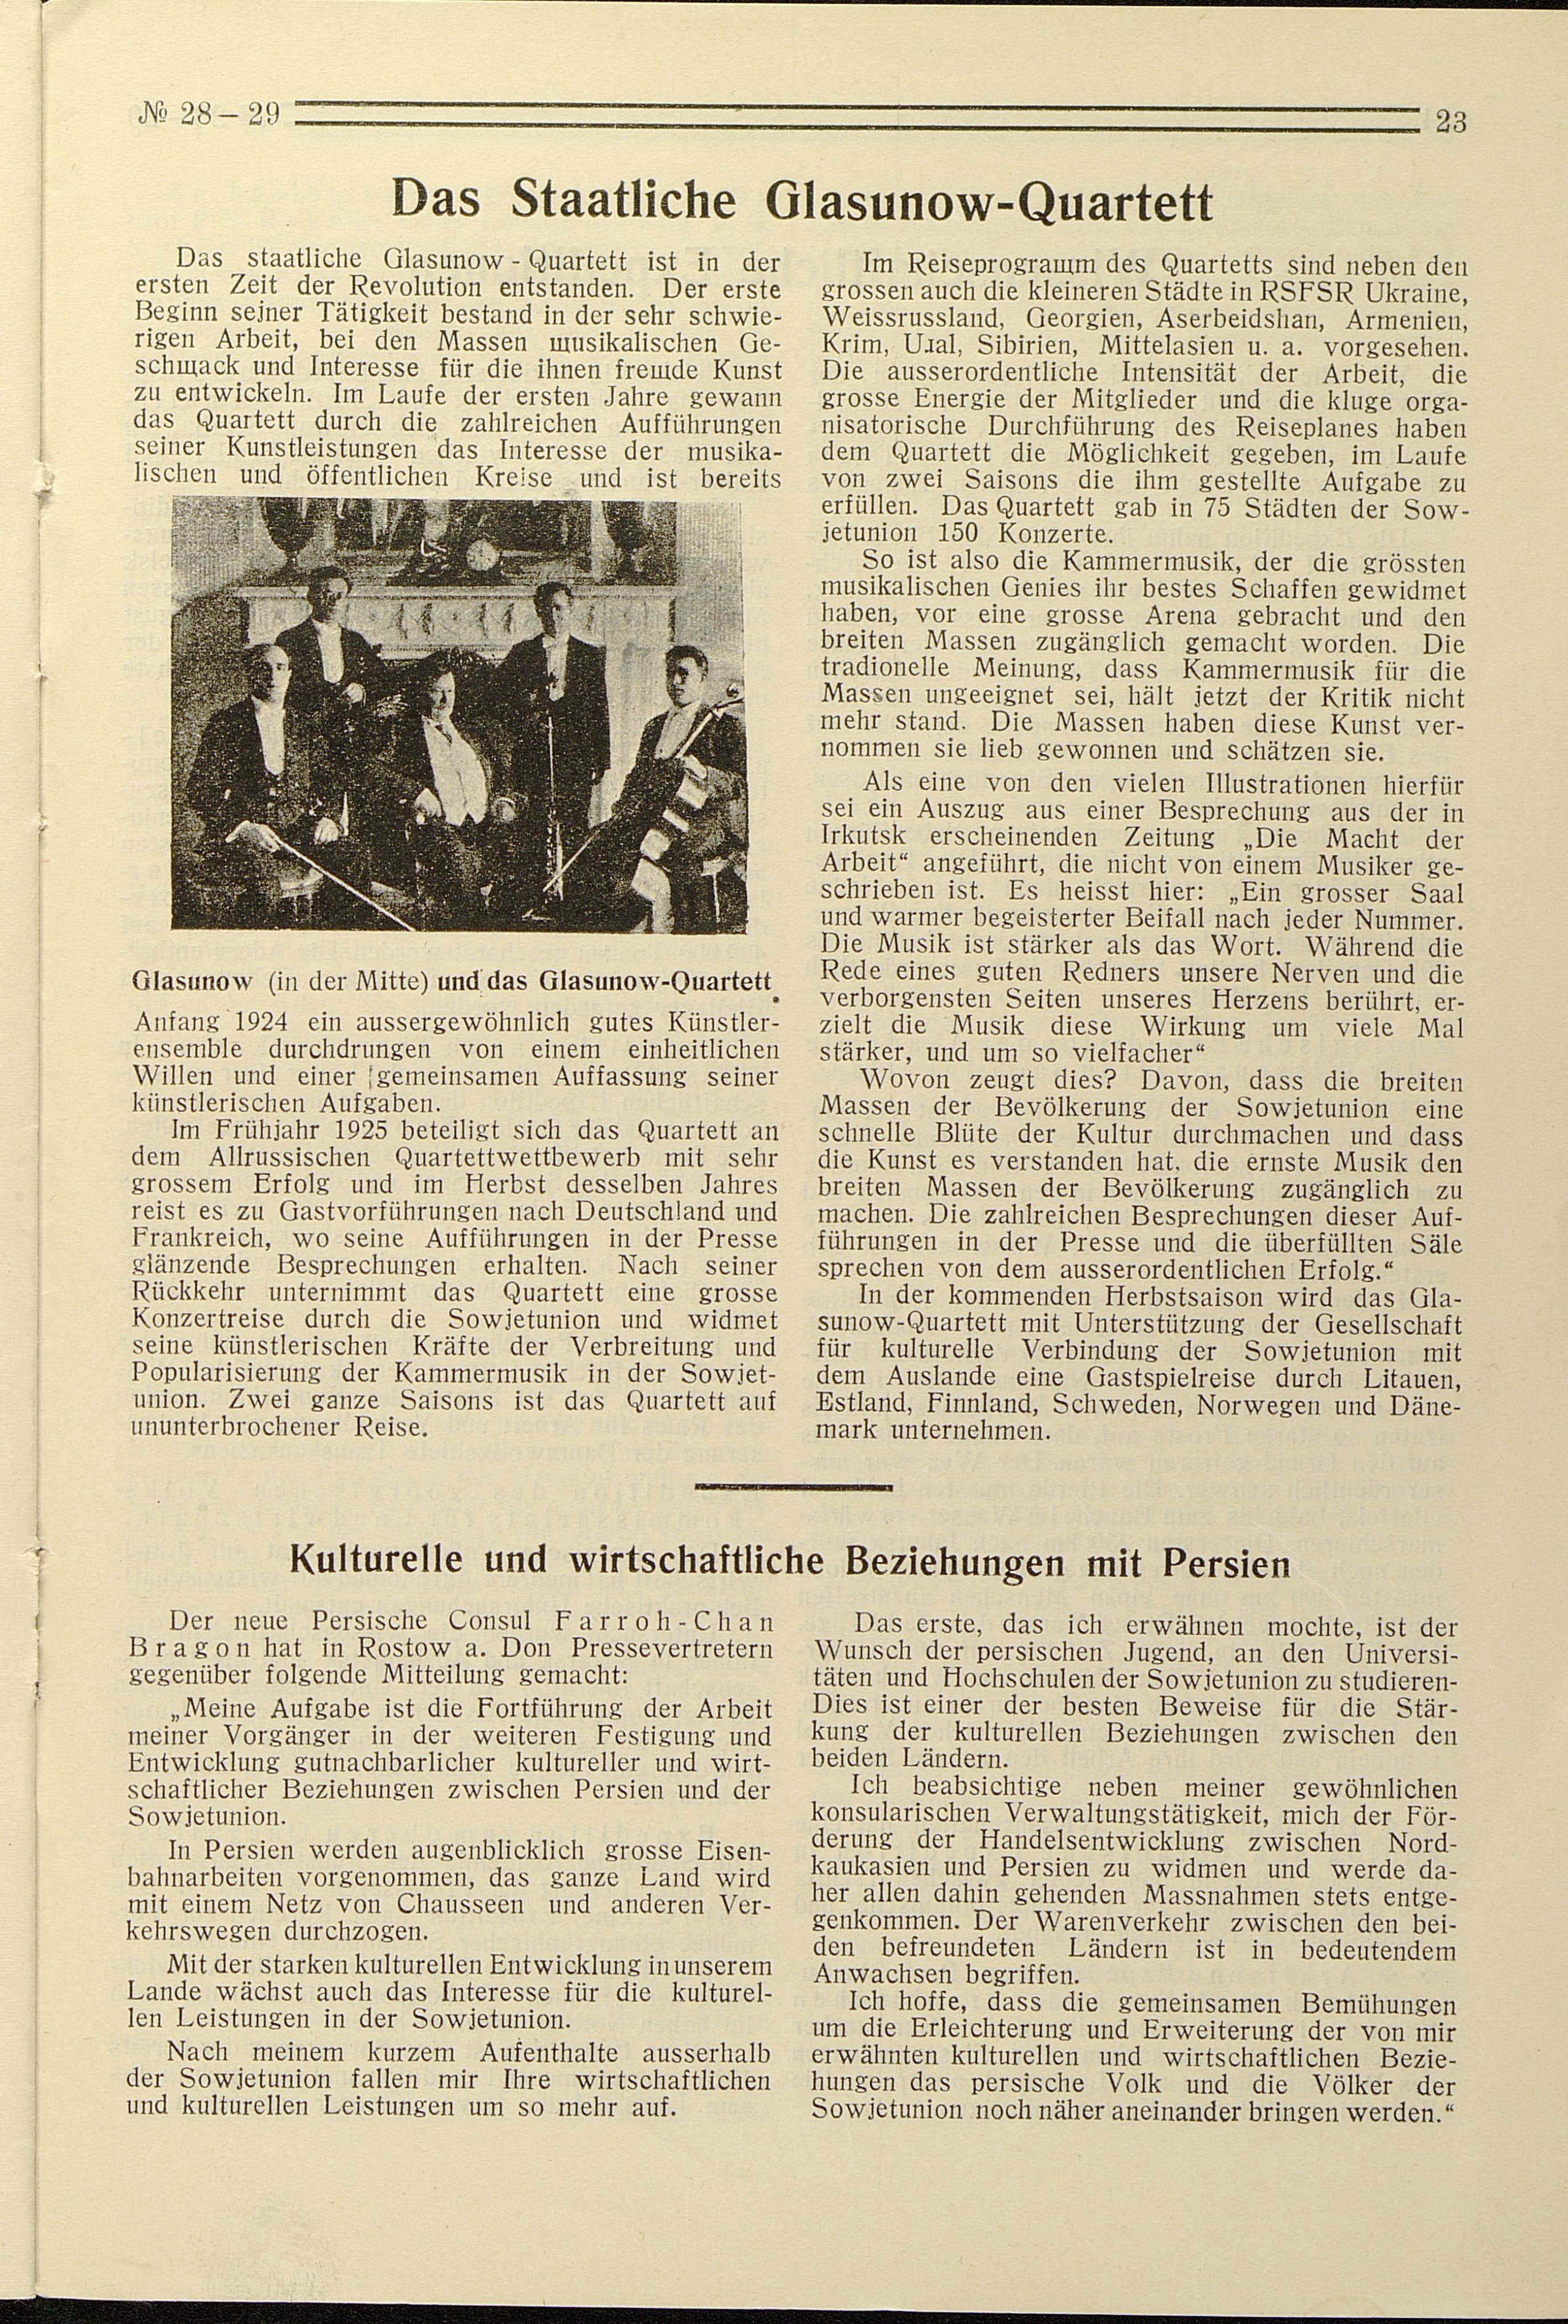 № 28 — 29
23
Das Staatliche Glasunow-Quartett
Das staatliche Glasunow - Quartett ist in der
ersten Zeit der Revolution entstanden. Der erste
Beginn seiner Tätigkeit bestand in der sehr schwie-
rigen Arbeit, bei den Massen musikalischen Ge-
schmack und Interesse für die ihnen fremde Kunst
zu entwickeln. Im Laufe der ersten Jahre gewann
das Quartett durch die zahlreichen Aufführungen
seiner Kunstleistungen das Interesse der musika-
lischen und öffentlichen Kreise und ist bereits
Glasunow (in der Mitte) und das Glasunow-Quartett
Anfang 1924 ein aussergewöhnlich gutes Künstler-
ensemble durchdrungen von einem einheitlichen
Willen und einer gemeinsamen Auffassung seiner
künstlerischen Aufgaben.
Im Frühjahr 1925 beteiligt sich das Quartett an
dem Allrussischen Quartettwettbewerb mit sehr
grossem Erfolg und im Herbst desselben Jahres
reist es zu Gastvorführungen nach Deutschland und
Frankreich, wo seine Aufführungen in der Presse
glänzende Besprechungen erhalten. Nach seiner
Rückkehr unternimmt das Quartett eine grosse
Konzertreise durch die Sowjetunion und widmet
seine künstlerischen Kräfte der Verbreitung und
Popularisierung der Kammermusik in der Sowjet-
union. Zwei ganze Saisons ist das Quartett auf
ununterbrochener Reise.
Im Reiseprogramm des Quartetts sind neben den
grossen auch die kleineren Städte in RSFSR Ukraine,
Weissrussland, Georgien, Aserbeidshan, Armenien,
Krim, Ural, Sibirien, Mittelasien u. a. vorgesehen.
Die ausserordentliche Intensität der Arbeit, die
grosse Energie der Mitglieder und die kluge orga-
nisatorische Durchführung des Reiseplanes haben
dem Quartett die Möglichkeit gegeben, im Laufe
von zwei Saisons die ihm gestellte Aufgabe zu
erfüllen. Das Quartett gab in 75 Städten der Sow-
jetunion 150 Konzerte.
So ist also die Kammermusik, der die grössten
musikalischen Genies ihr bestes Schaffen gewidmet
haben, vor eine grosse Arena gebracht und den
breiten Massen zugänglich gemacht worden. Die
tradionelle Meinung, dass Kammermusik für die
Massen ungeeignet sei, hält jetzt der Kritik nicht
mehr stand. Die Massen haben diese Kunst ver-
nommen sie lieb gewonnen und schätzen sie.
Als eine von den vielen Illustrationen hierfür
sei ein Auszug aus einer Besprechung aus der in
Irkutsk erscheinenden Zeitung „Die Macht der
Arbeit“ angeführt, die nicht von einem Musiker ge-
schrieben ist. Es heisst hier: „Ein grosser Saal
und warmer begeisterter Beifall nach jeder Nummer.
Die Musik ist stärker als das Wort. Während die
Rede eines guten Redners unsere Nerven und die
verborgensten Seiten unseres Herzens berührt, er-
zielt die Musik diese Wirkung um viele Mal
stärker, und um so vielfacher“
Wovon zeugt dies? Davon, dass die breiten
Massen der Bevölkerung der Sowjetunion eine
schnelle Blüte der Kultur durchmachen und dass
die Kunst es verstanden hat. die ernste Musik den
breiten Massen der Bevölkerung zugänglich zu
machen. Die zahlreichen Besprechungen dieser Auf-
führungen in der Presse und die überfüllten Säle
sprechen von dem ausserordentlichen Erfolg.“
In der kommenden Herbstsaison wird das Gla-
sunow-Quartett mit Unterstützung der Gesellschaft
für kulturelle Verbindung der Sowjetunion mit
dem Auslande eine Gastspielreise durch Litauen,
Estland, Finnland, Schweden, Norwegen und Däne-
mark unternehmen.
Kulturelle und wirtschaftliche Beziehungen mit Persien
Der neue Persische Consul Farroh-Chan
Bragon hat in Rostow a. Don Pressevertretern
gegenüber folgende Mitteilung gemacht:
„Meine Aufgabe ist die Fortführung der Arbeit
meiner Vorgänger in der weiteren Festigung und
Entwicklung gutnachbarlicher kultureller und wirt-
schaftlicher Beziehungen zwischen Persien und der
Sowjetunion.
In Persien werden augenblicklich grosse Eisen-
bahnarbeiten vorgenommen, das ganze Land wird
mit einem Netz von Chausseen und anderen Ver-
kehrswegen durchzogen.
Mit der starken kulturellen Entwicklung in unserem
Lande wächst auch das Interesse für die kulturel-
len Leistungen in der Sowjetunion.
Nach meinem kurzem Aufenthalte ausserhalb
der Sowjetunion fallen mir Ihre wirtschaftlichen
und kulturellen Leistungen um so mehr auf.
Das erste, das ich erwähnen mochte, ist der
Wunsch der persischen Jugend, an den Universi-
täten und Hochschulen der Sowjetunion zu studieren-
Dies ist einer der besten Beweise für die Stär-
kung der kulturellen Beziehungen zwischen den
beiden Ländern.
Ich beabsichtige neben meiner gewöhnlichen
konsularischen Verwaltungstätigkeit, mich der För-
derung der Handelsentwicklung zwischen Nord-
kaukasien und Persien zu widmen und werde da-
her allen dahin gehenden Massnahmen stets entge-
genkommen. Der Warenverkehr zwischen den bei-
den befreundeten Ländern ist in bedeutendem
Anwachsen begriffen.
Ich hoffe, dass die gemeinsamen Bemühungen
um die Erleichterung und Erweiterung der von mir
erwähnten kulturellen und wirtschaftlichen Bezie-
hungen das persische Volk und die Völker der
Sowjetunion noch näher aneinander bringen werden.“